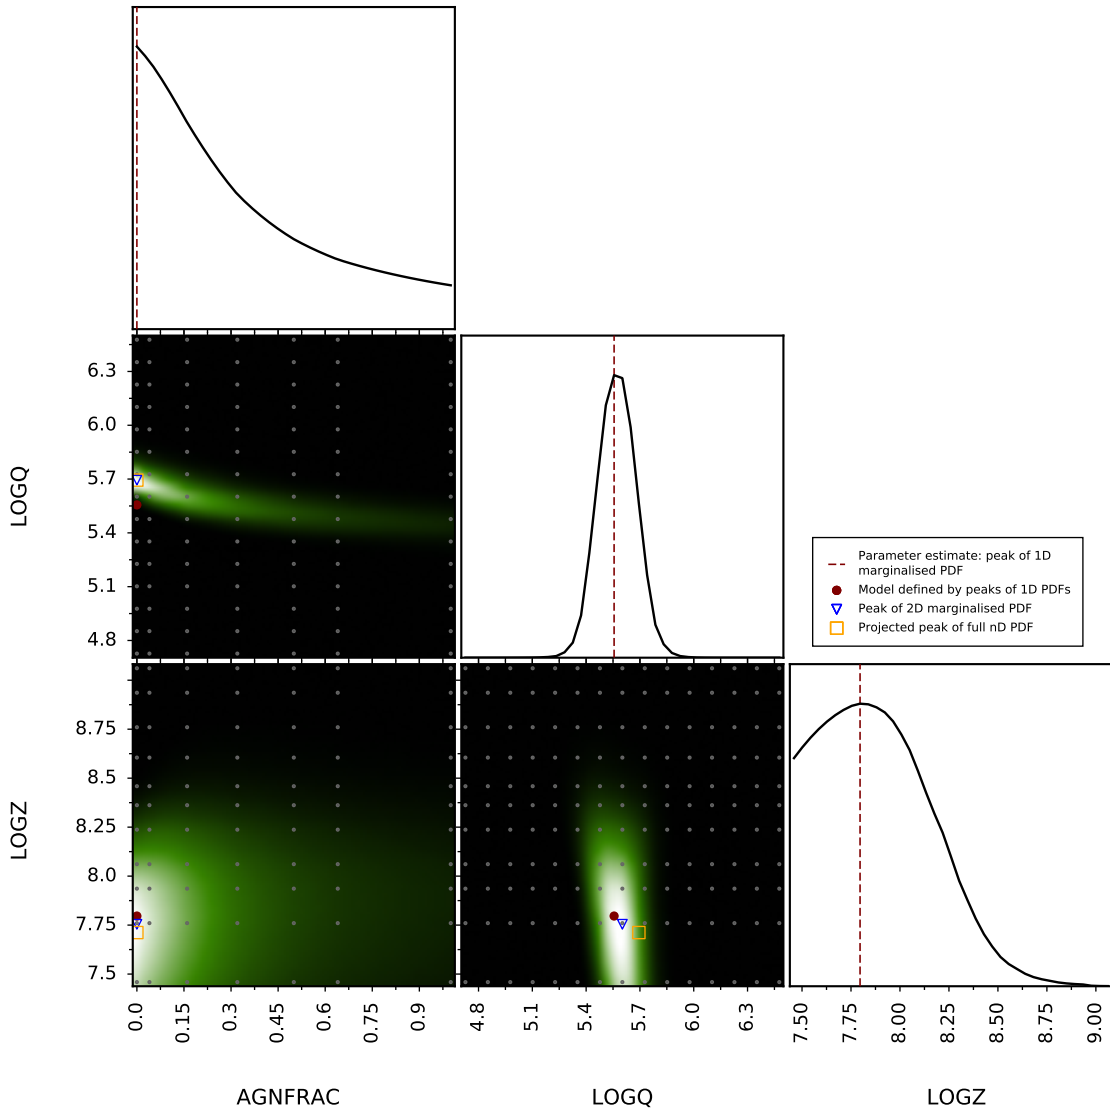 LOGQ
6.3
6.0
5.7
5.4
5.1
4.8
Parameter estimate: peak of 1D
marginalised PDF
Model defined by peaks of 1D PDFs
Peak of 2D marginalised PDF
Projected peak of full nD PDF
LOGZ
8.75
8.5
8.25
8.0
7.75
7.5
0.0 0.15 0.3 0.45 0.6 0.75 0.9
4.8 5.1 5.4 5.7 6.0 6.3
7.50 7.75 8.00 8.25 8.50 8.75 9.00
AGNFRAC LOGQ LOGZ